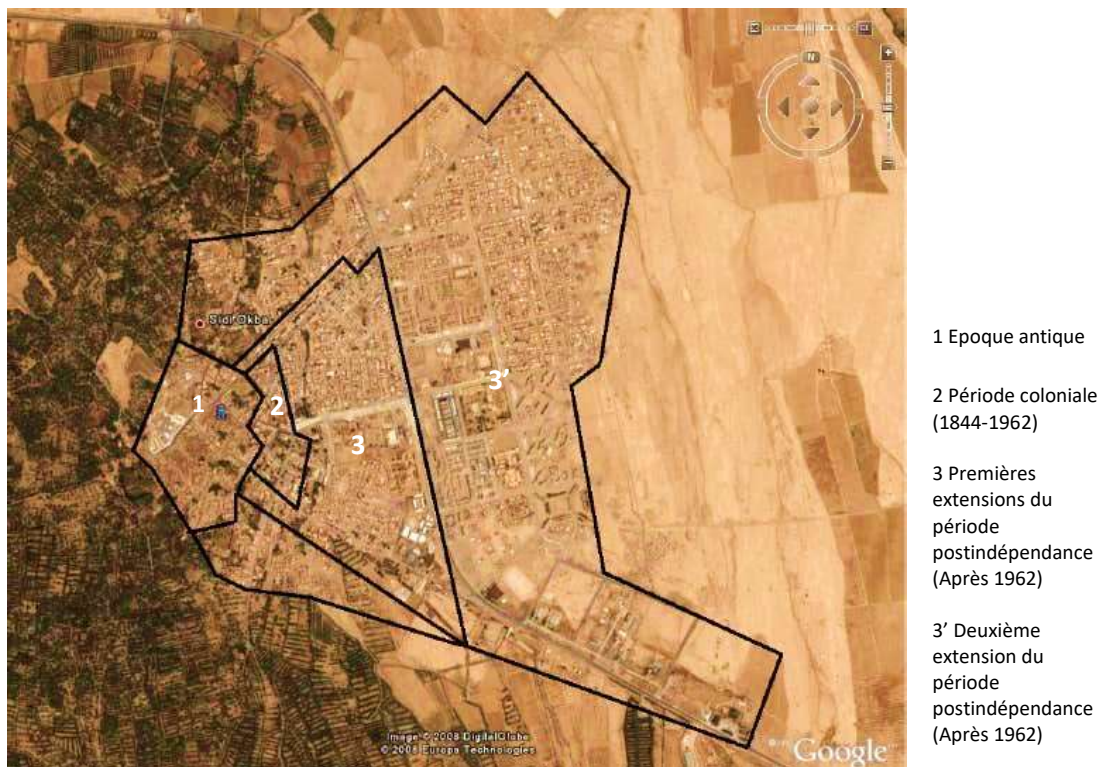 N
Sidi Okba
1
2
3
3’
Image © 2008 DigitalGlobe
© 2008 Europa Technologies
Google
1 Epoque antique
2 Période coloniale
(1844-1962)
3 Premières
extensions du
période
postindépendance
(Après 1962)
3’ Deuxième
extension du
période
postindépendance
(Après 1962)